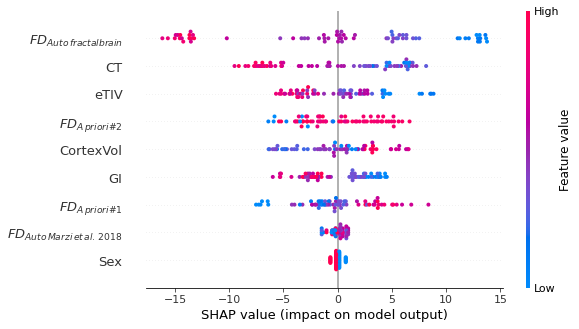 High
FD_Auto fractalbrain
CT
eTIV
FD_A priori#2
CortexVol
GI
FD_A priori#1
FD_Auto Marzi et al. 2018
Sex
Feature value
Low
−15 −10 −5 0 5 10 15
SHAP value (impact on model output)